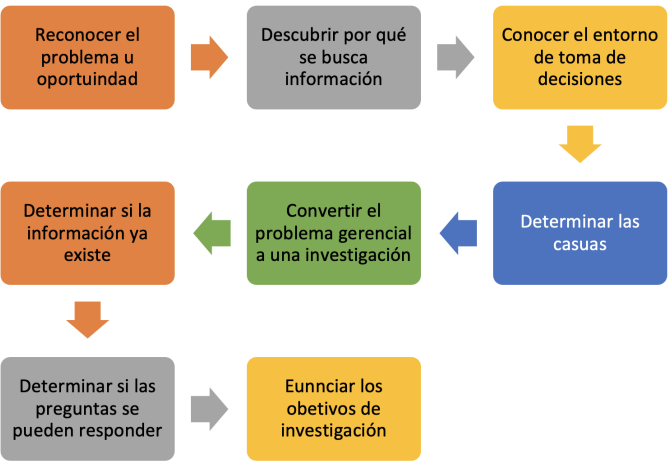 Reconocer el
problema u
oportuindad
Descubrir por qué
se busca
información
Conocer el entorno
de toma de
decisiones
Determinar las
casuas
Convertir el
problema gerencial
a una investigación
Determinar si la
información ya
existe
Determinar si las
preguntas se
pueden responder
Eunnciar los
obetivos de
investigación